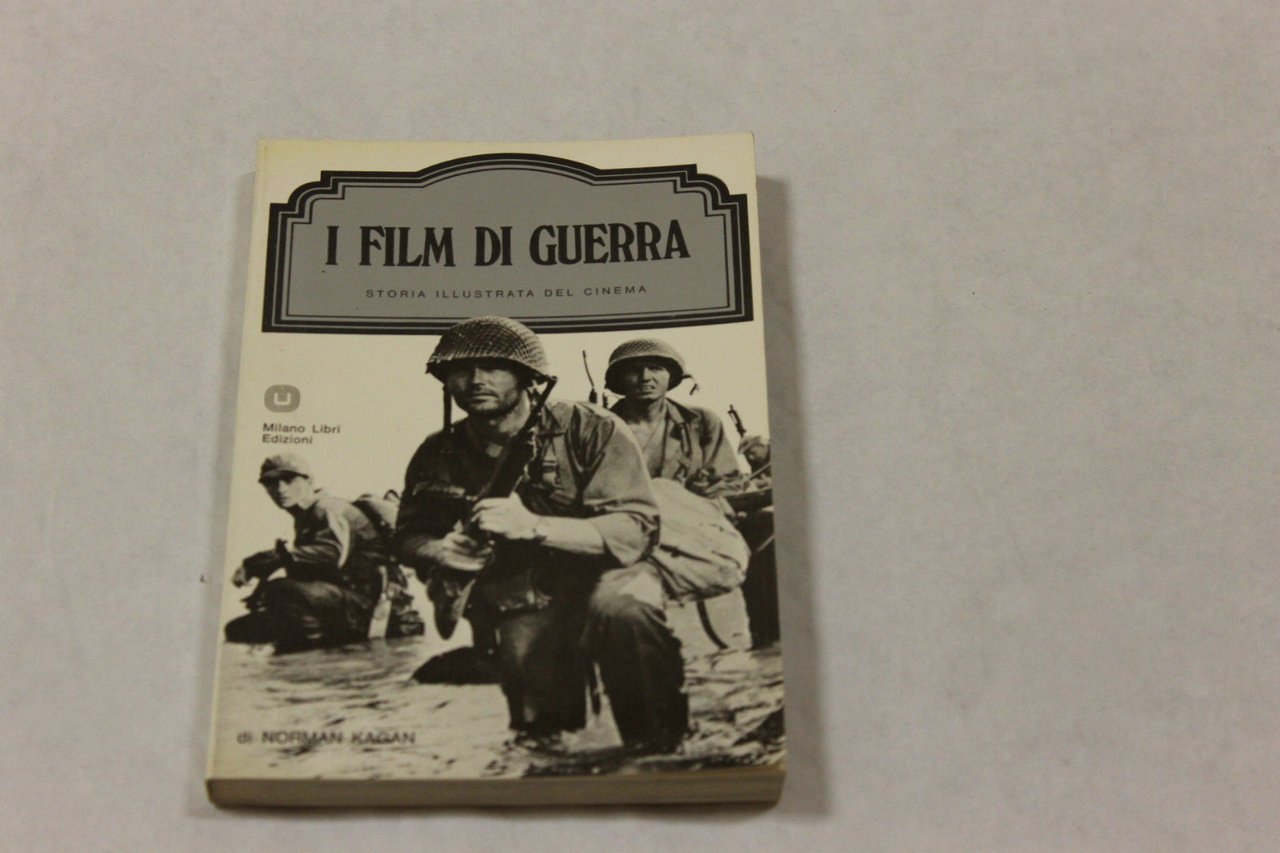 I FILM DI GUERRA
STORIA ILLUSTRATA DEL CINEMA
Milano Libri
Edizioni
di NORMAN KAGAN